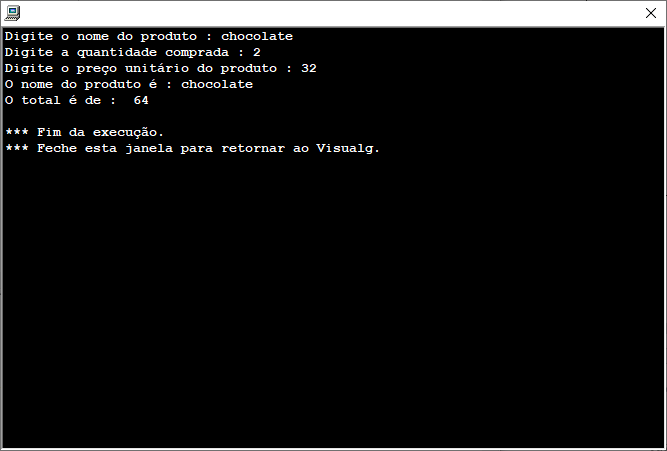 Digite o nome do produto : chocolate
Digite a quantidade comprada : 2
Digite o preço unitário do produto : 32
O nome do produto é : chocolate
O total é de :  64
*** Fim da execução.
*** Feche esta janela para retornar ao Visualg.